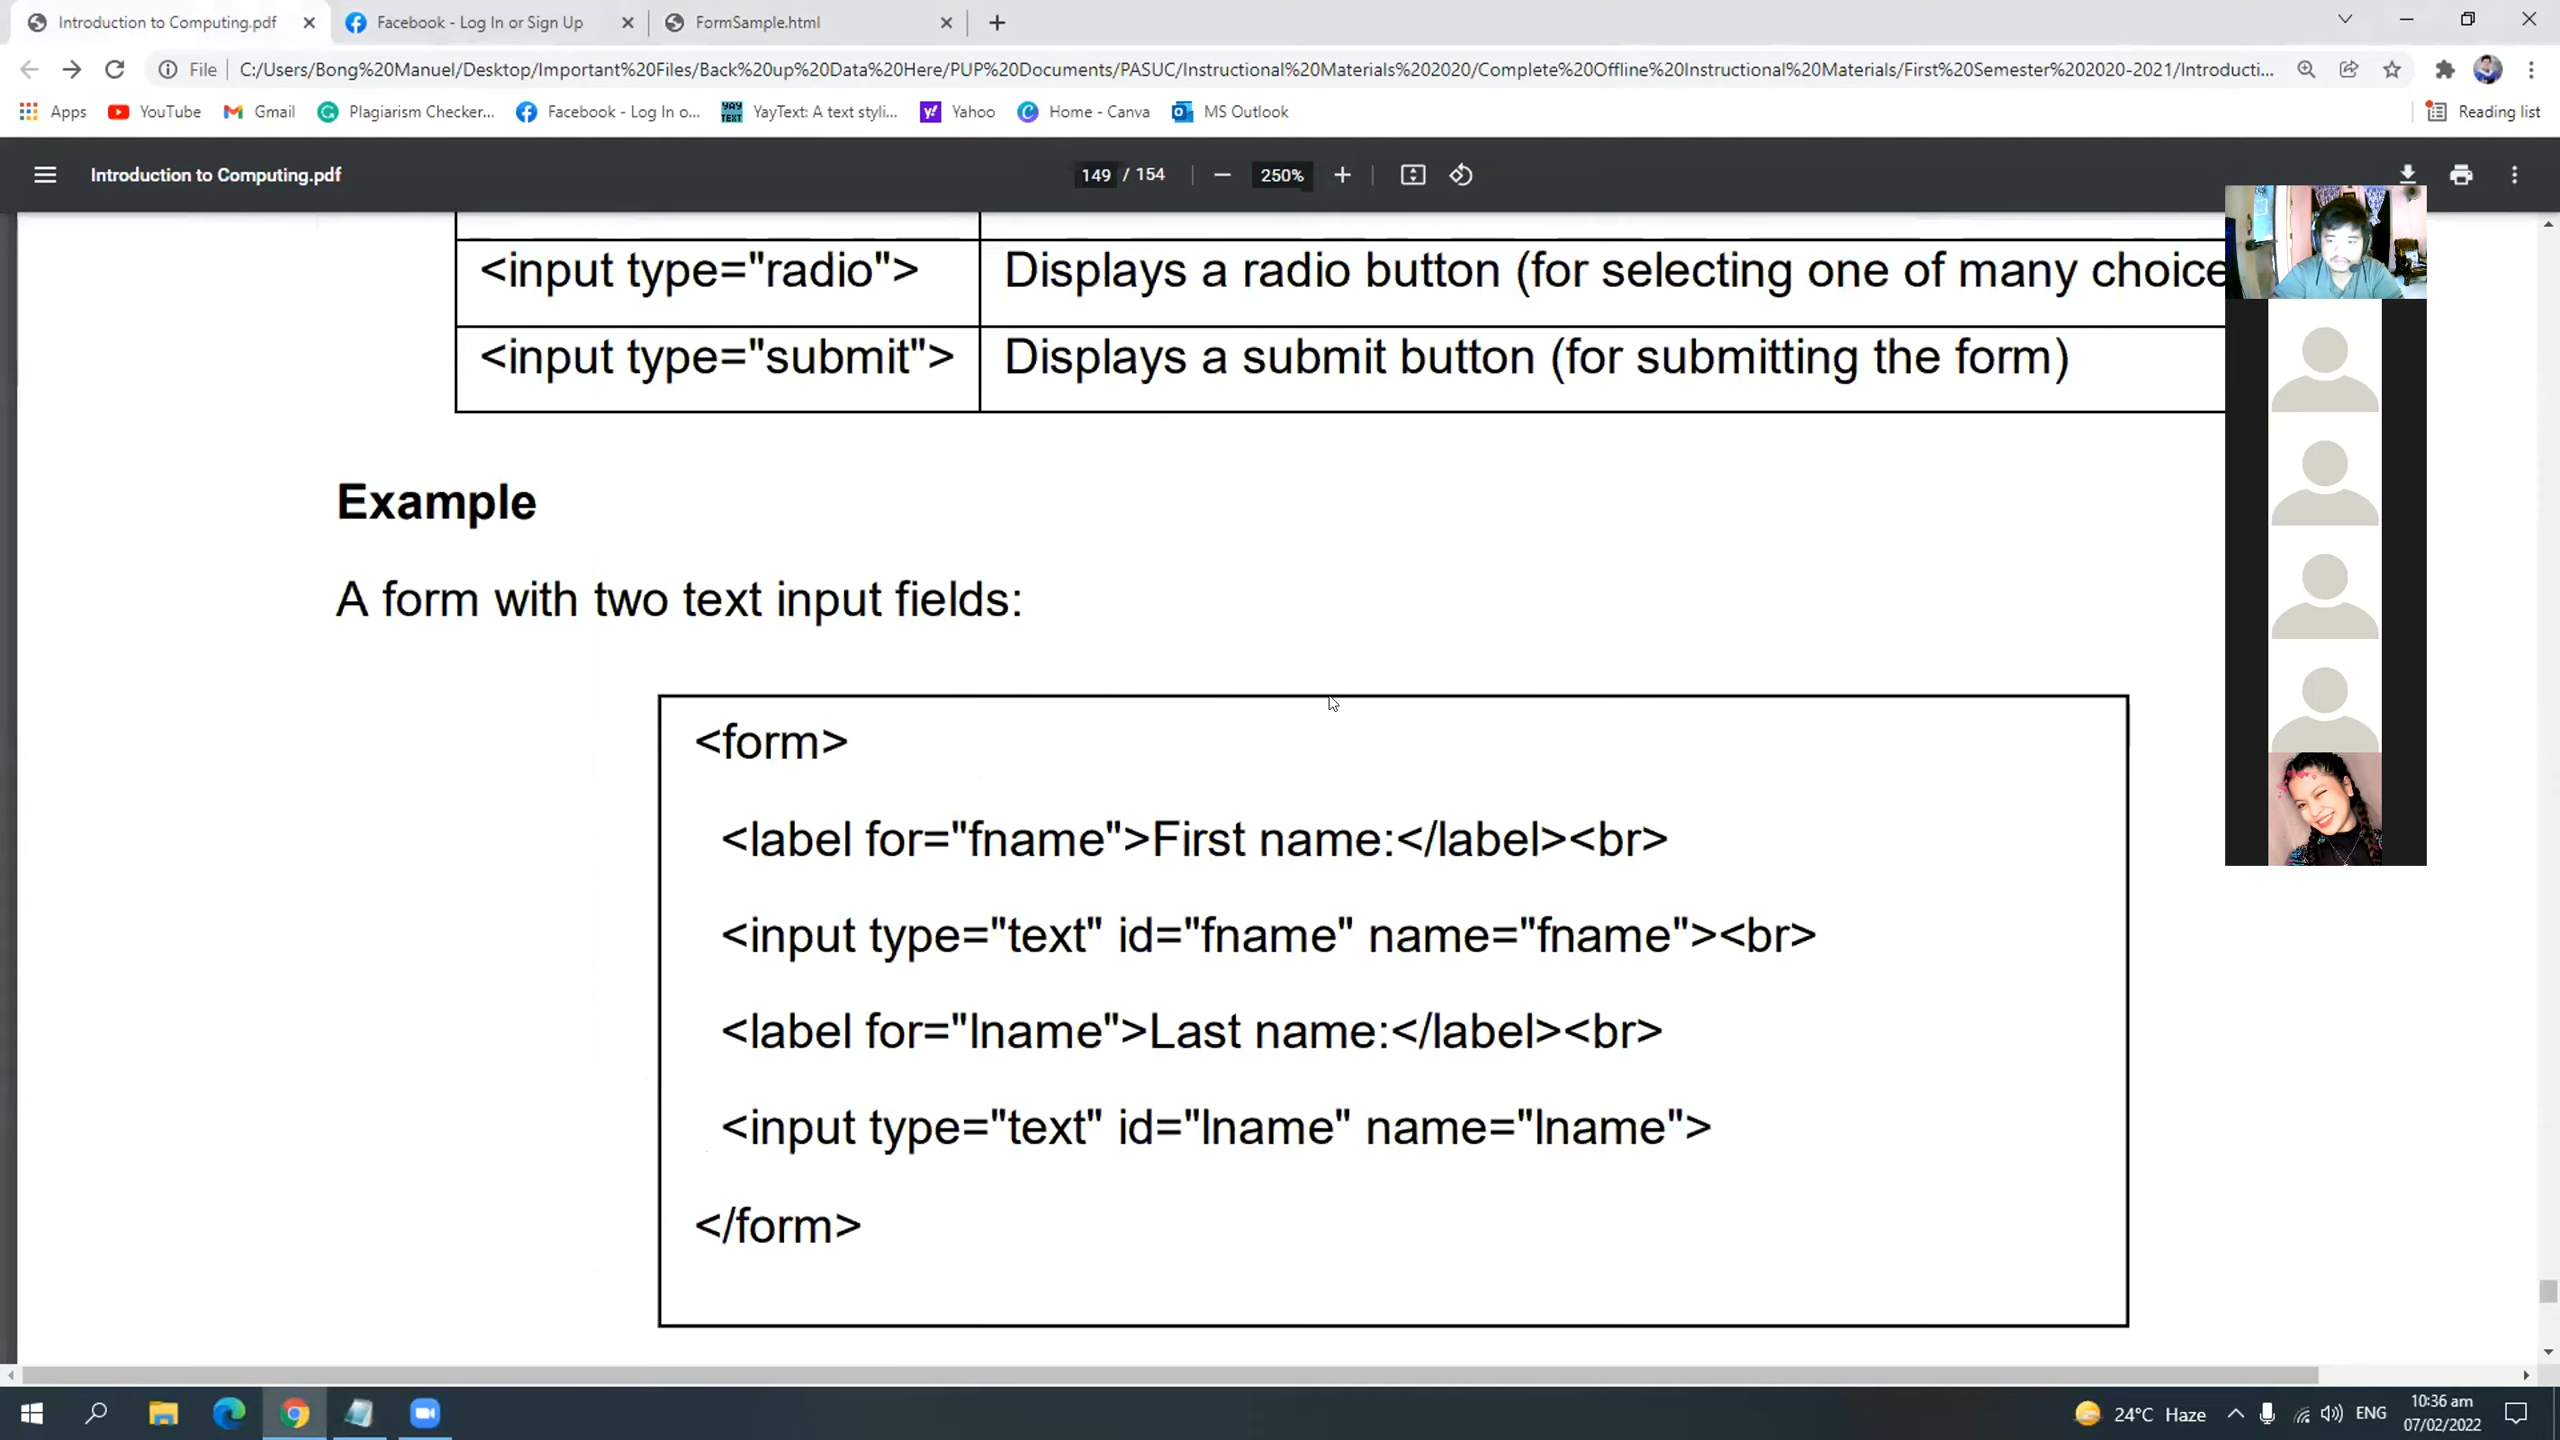 Introduction to Computing.pdf
Facebook - Log In or Sign Up
FormSample.html
File
C:/Users/Bong%20Manuel/Desktop/Important%20Files/Back%20up%20Data%20Here/PUP%20Documents/PASUC/Instructional%20Materials%202020/Complete%20Offline%20Instructional%20Materials/First%20Semester%202020-2021/Introducti...
Apps
YouTube
Gmail
Plagiarism Checker...
Facebook - Log In o...
YAY TEXT
YayText: A text styli...
Yahoo
Home - Canva
MS Outlook
Reading list
Introduction to Computing.pdf
149 / 154
250%
<input type="radio">
Displays a radio button (for selecting one of many choice
<input type="submit">
Displays a submit button (for submitting the form)
Example
A form with two text input fields:
<form>
<label for="fname">First name:</label><br>
<input type="text" id="fname" name="fname"><br>
<label for="lname">Last name:</label><br>
<input type="text" id="lname" name="lname">
</form>
24°C Haze
ENG
10:36 am
07/02/2022